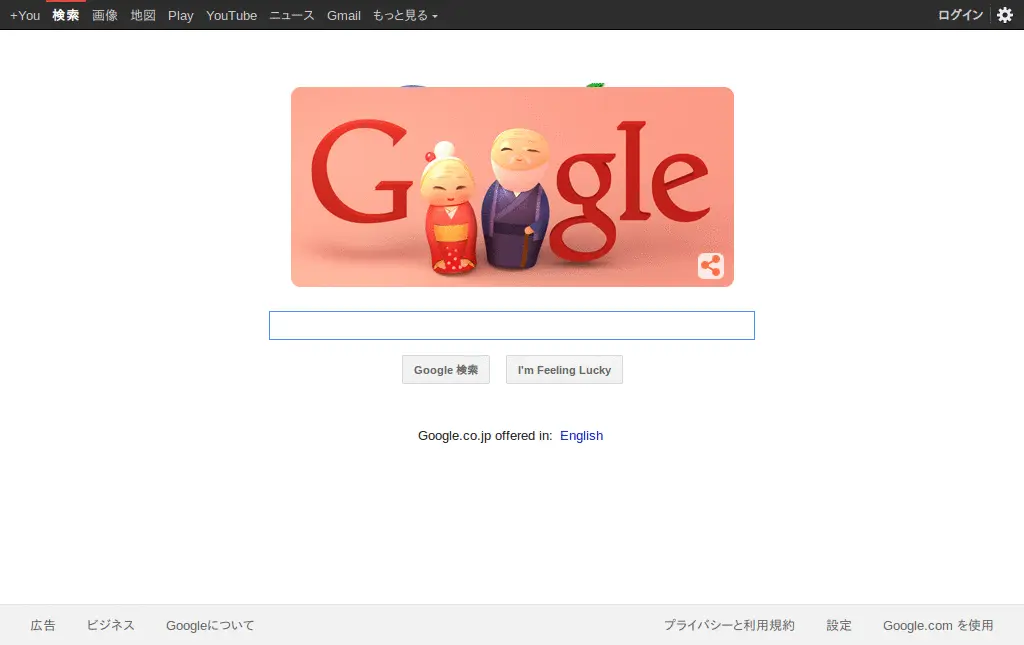 +You 検索 画像 地図 Play YouTube ニュース Gmail もっと見る ログイン
Google
Google 検索 I'm Feeling Lucky
Google.co.jp offered in: English
広告 ビジネス Googleについて プライバシーと利用規約 設定 Google.com を使用